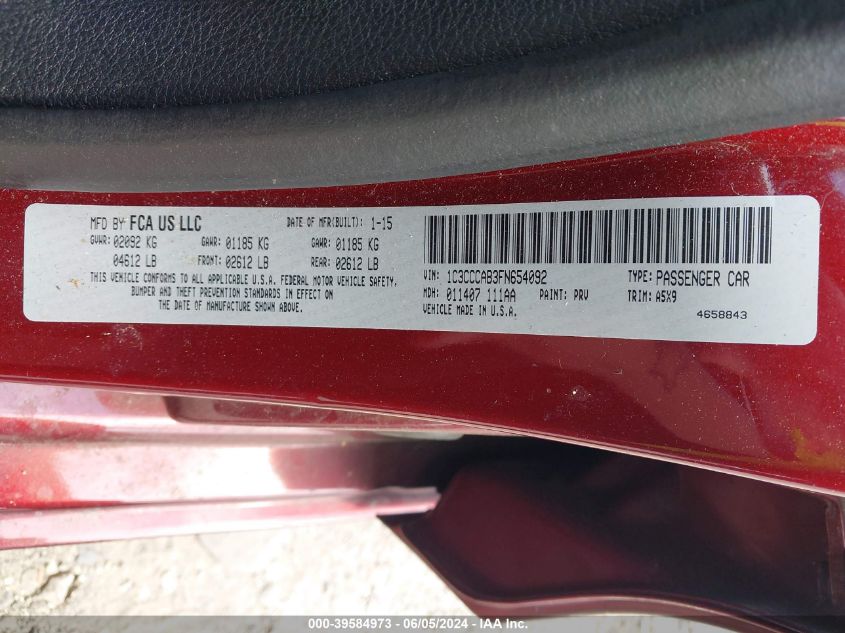 MFD BY FCA US LLC DATE OF MFR(BUILT): 1-15
GVWR: 02092 KG GAWR: 01185 KG GAWR: 01185 KG
04612 LB FRONT: 02612 LB REAR: 02612 LB
THIS VEHICLE CONFORMS TO ALL APPLICABLE U.S.A. FEDERAL MOTOR VEHICLE SAFETY,
BUMPER AND THEFT PREVENTION STANDARDS IN EFFECT ON
THE DATE OF MANUFACTURE SHOWN ABOVE.
VIN: 1C3CCCAB3FN654092 TYPE: PASSENGER CAR
MDH: 011407 111AA PAINT: PRV TRIM: A5X9
VEHICLE MADE IN U.S.A. 4658843
000-39584973 - 06/05/2024 - IAAI Inc.